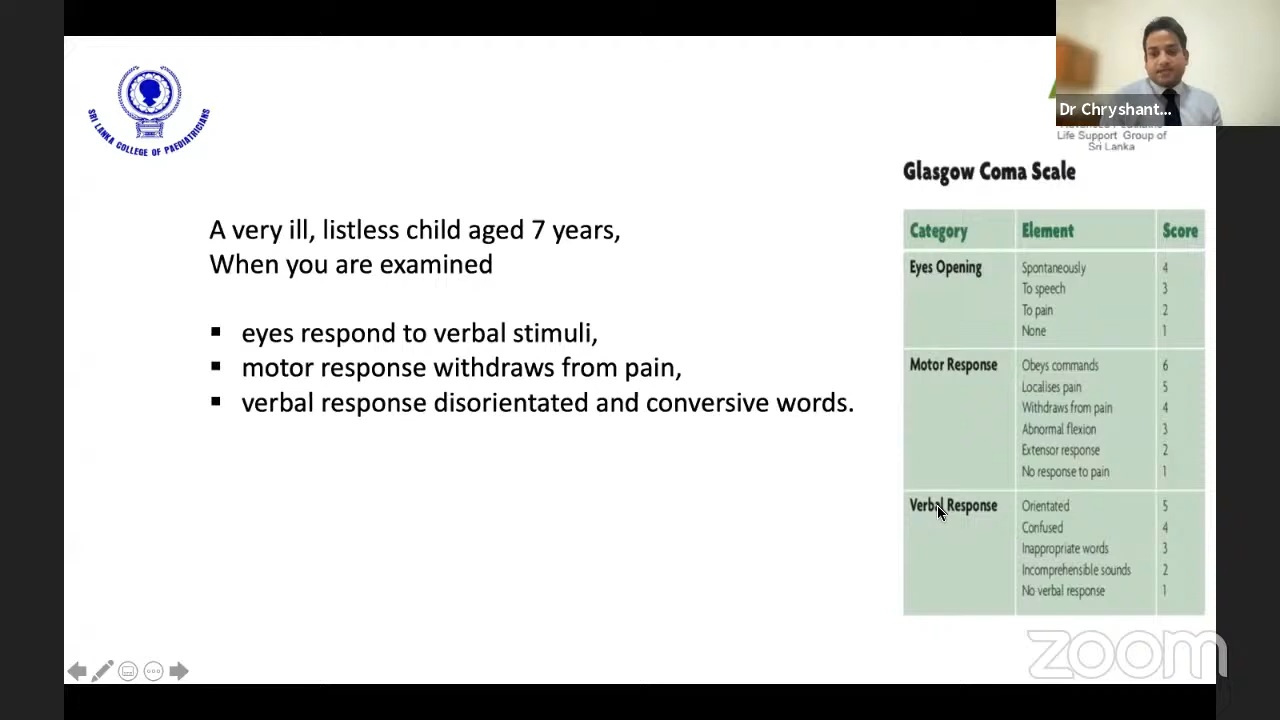 SRI LANKA COLLEGE OF PAEDIATRICIANS
Dr Chryshant...
Life Support Group of
Sri Lanka
A very ill, listless child aged 7 years,
When you are examined
▪ eyes respond to verbal stimuli,
▪ motor response withdraws from pain,
▪ verbal response disorientated and conversive words.
Glasgow Coma Scale
Category Element Score
Eyes Opening Spontaneously 4
To speech 3
To pain 2
None 1
Motor Response Obeys commands 6
Localises pain 5
Withdraws from pain 4
Abnormal flexion 3
Extensor response 2
No response to pain 1
Verbal Response Orientated 5
Confused 4
Inappropriate words 3
Incomprehensible sounds 2
No verbal response 1
zoom